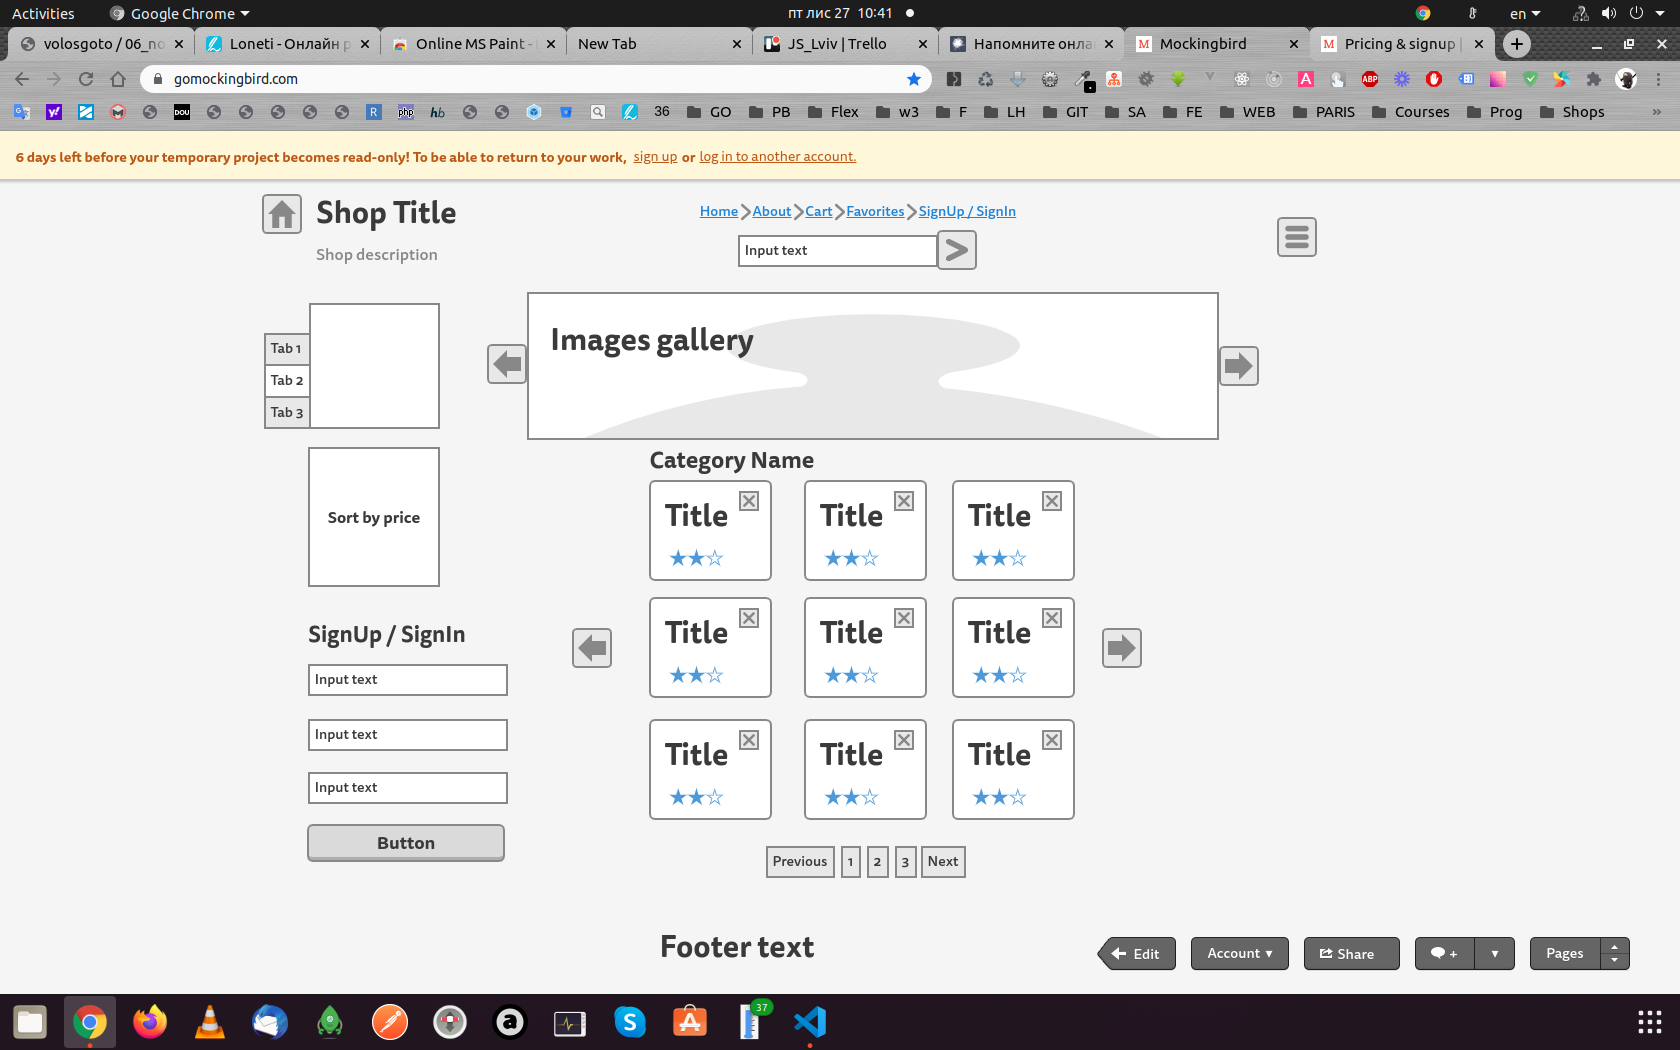 Activities
Google Chrome
пт лис 27 10:41
en
volosgoto / 06_no
Loneti - Онлайн р
Online MS Paint -
New Tab
JS_Lviv | Trello
Напомните онла
Mockingbird
Pricing & signup |
gomockingbird.com
ABP
A
DOU
R
php
hb
36
GO
PB
Flex
w3
F
LH
GIT
SA
FE
WEB
PARIS
Courses
Prog
Shops
»
6 days left before your temporary project becomes read-only! To be able to return to your work, sign up or log in to another account.
Shop Title
Shop description
Home
About
Cart
Favorites
SignUp / SignIn
Input text
Tab 1
Tab 2
Tab 3
Images gallery
Sort by price
Category Name
Title
Title
Title
Title
Title
Title
Title
Title
Title
SignUp / SignIn
Input text
Input text
Input text
Button
Previous
1
2
3
Next
Footer text
Edit
Account
Share
+
Pages
37